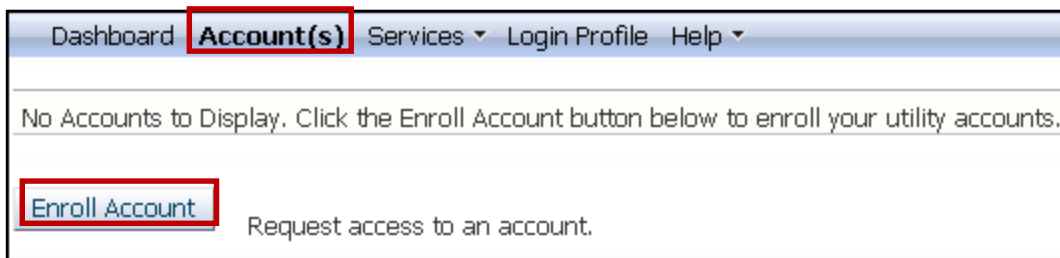 Dashboard Account(s) Services Login Profile Help
No Accounts to Display. Click the Enroll Account button below to enroll your utility accounts.
Enroll Account
Request access to an account.